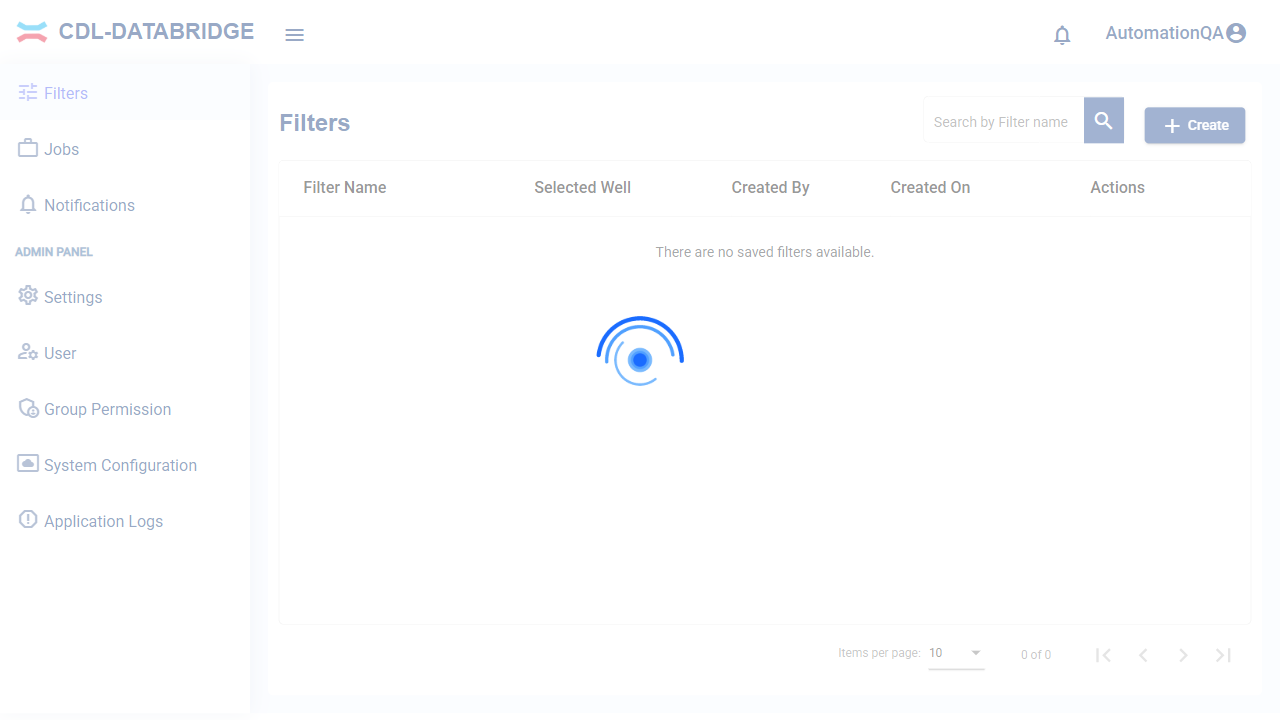 CDL-DATABRIDGE
AutomationQA
Filters
Jobs
Notifications
ADMIN PANEL
Settings
User
Group Permission
System Configuration
Application Logs
Filters
Search by Filter name
Create
Filter Name Selected Well Created By Created On Actions
There are no saved filters available.
Items per page: 10 0 of 0